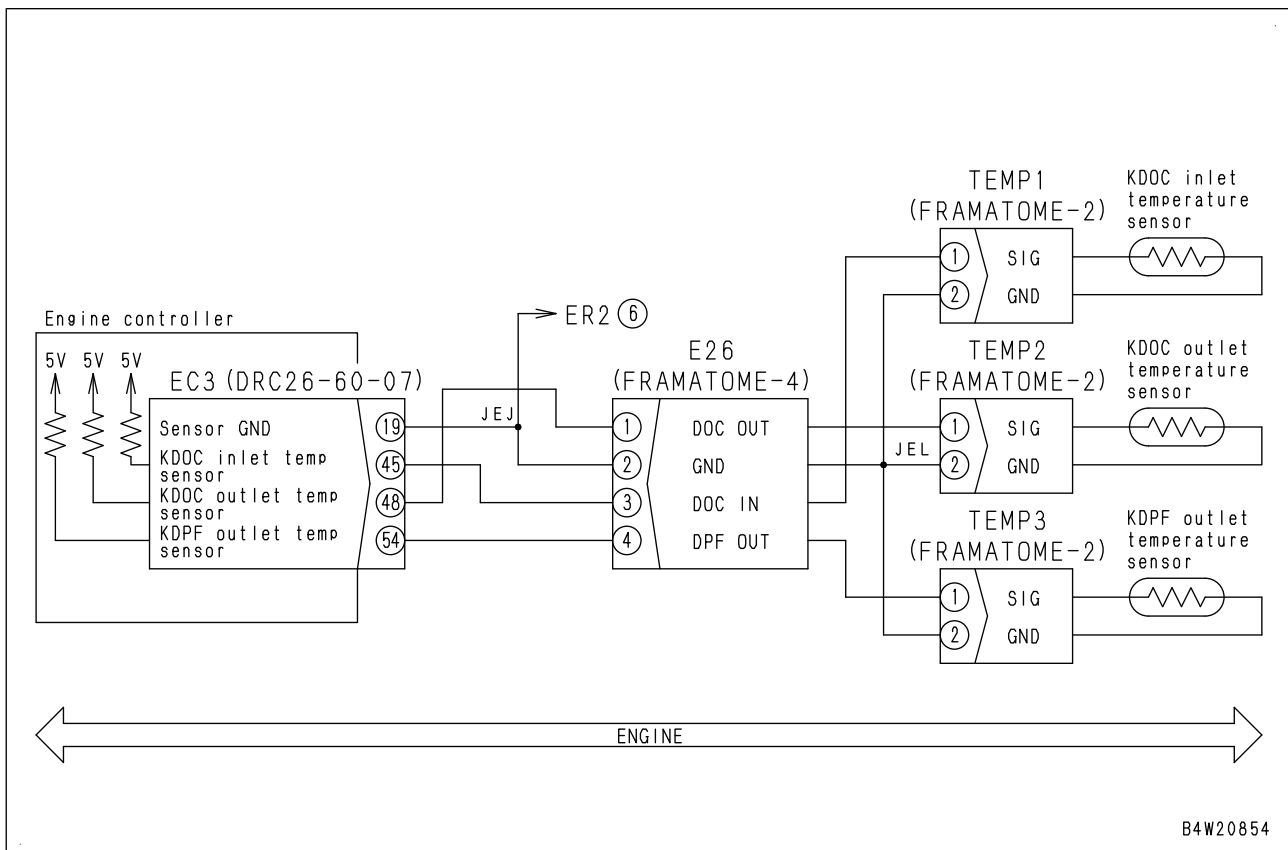 TEMP1
(FRAMATOME-2)
KDOC inlet
temperature
sensor
1
SIG
2
GND
ER2 6
Engine controller
5V 5V 5V
EC3 (DRC26-60-07)
Sensor GND
19
KDOC inlet temp
sensor
45
KDOC outlet temp
sensor
48
KDPF outlet temp
sensor
54
JEJ
E26
(FRAMATOME-4)
1
DOC OUT
2
GND
3
DOC IN
4
DPF OUT
JEL
TEMP2
(FRAMATOME-2)
KDOC outlet
temperature
sensor
1
SIG
2
GND
TEMP3
(FRAMATOME-2)
KDPF outlet
temperature
sensor
1
SIG
2
GND
ENGINE
B4W20854